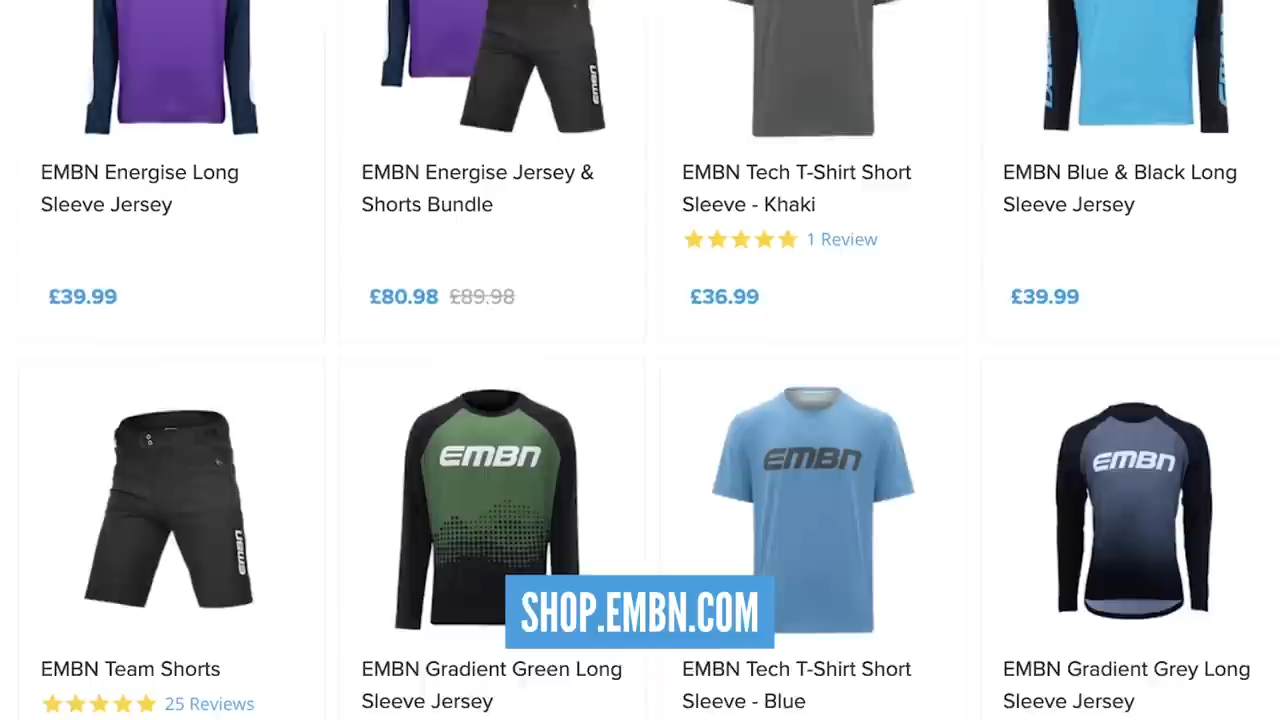 EMBN
EMBN
EMBN Energise Long
Sleeve Jersey
£39.99
EMBN Energise Jersey &
Shorts Bundle
£80.98 £89.98
EMBN Tech T-Shirt Short
Sleeve - Khaki
1 Review
£36.99
EMBN Blue & Black Long
Sleeve Jersey
£39.99
EMBN
EMBN
EMBN
EMBN
SHOP.EMBN.COM
EMBN Team Shorts
25 Reviews
EMBN Gradient Green Long
Sleeve Jersey
EMBN Tech T-Shirt Short
Sleeve - Blue
EMBN Gradient Grey Long
Sleeve Jersey